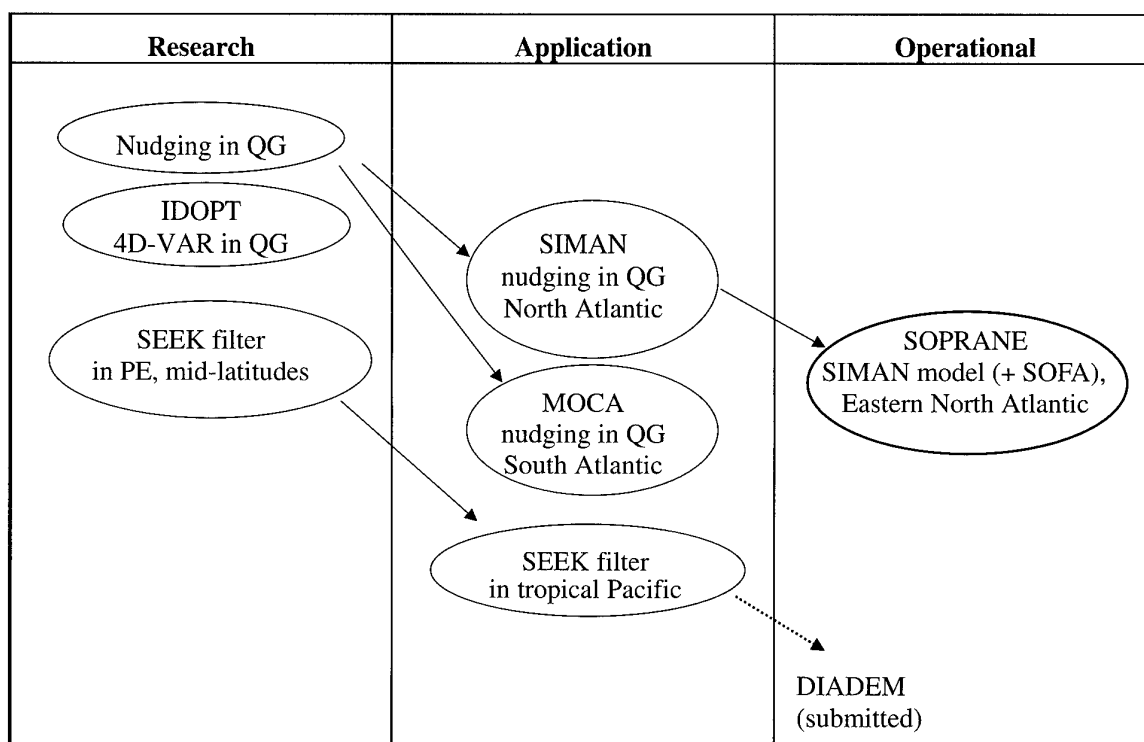 Research
Application
Operational
Nudging in QG
IDOPT
4D-VAR in QG
SEEK filter
in PE, mid-latitudes
SIMAN
nudging in QG
North Atlantic
MOCA
nudging in QG
South Atlantic
SEEK filter
in tropical Pacific
SOPRANE
SIMAN model (+ SOFA),
Eastern North Atlantic
DIADEM
(submitted)